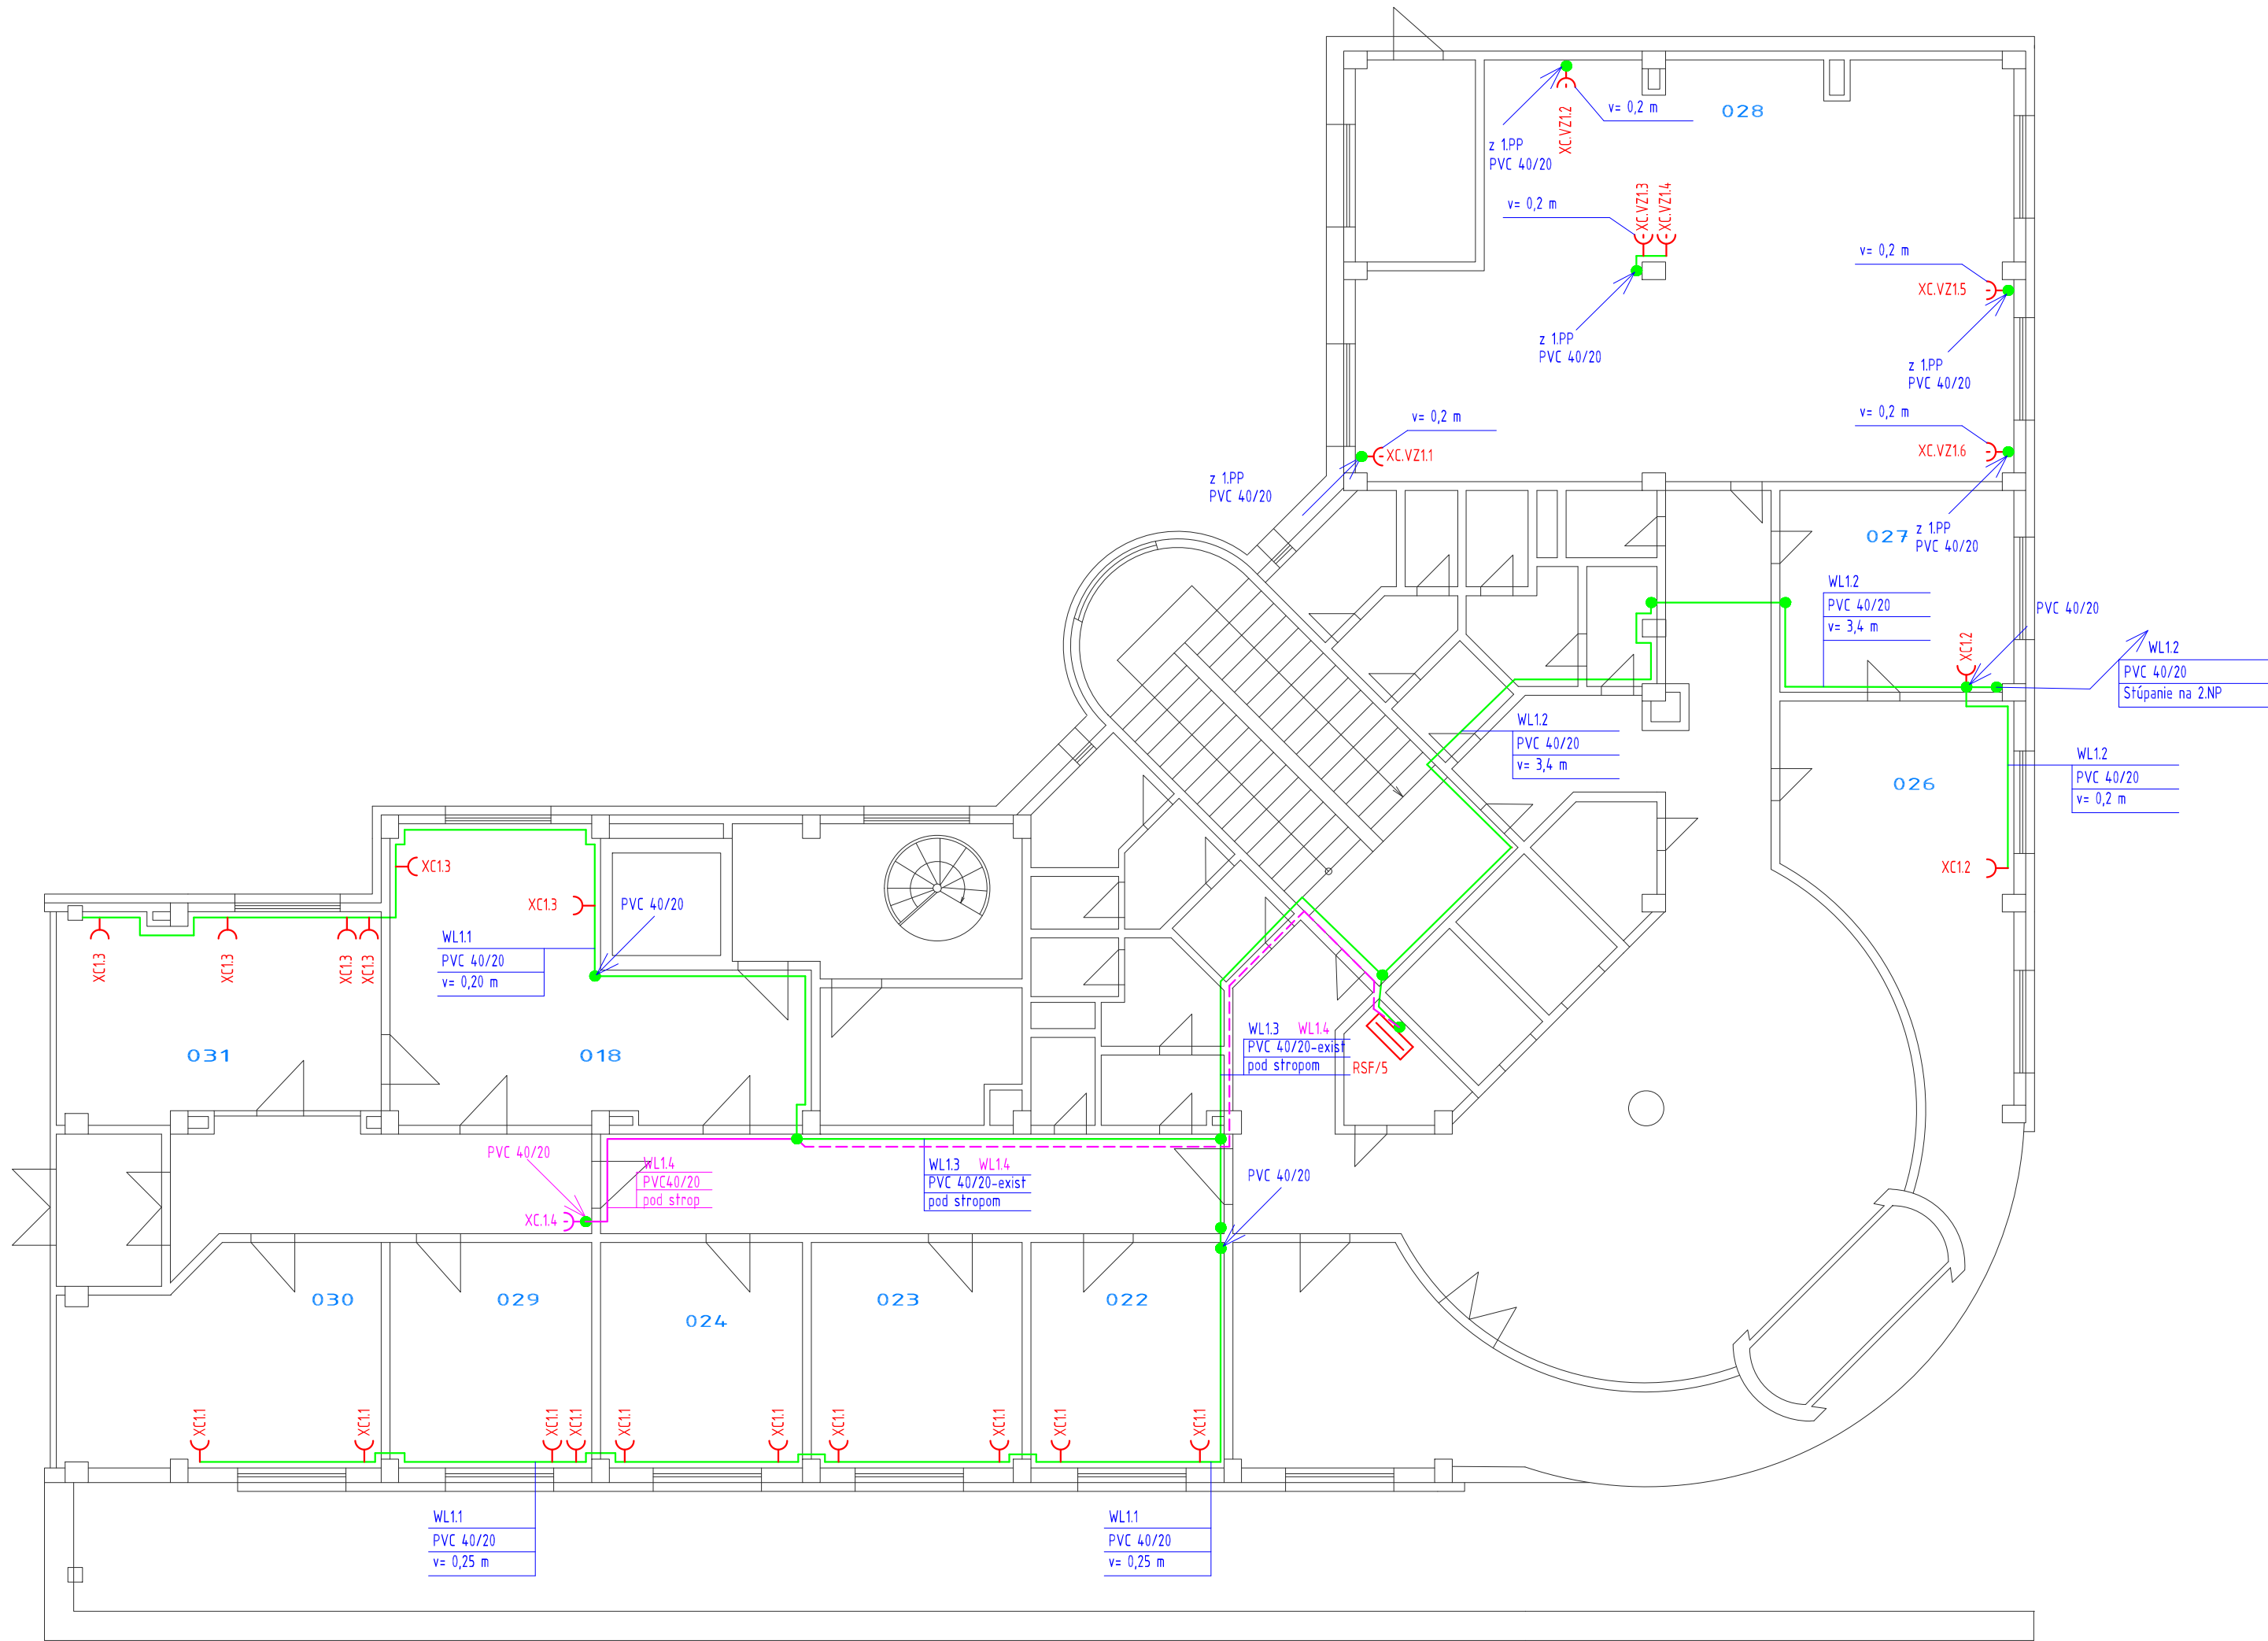 028
v= 0,2 m
XC.VZ1.2
z 1.PP
PVC 40/20
XC.VZ1.3
XC.VZ1.4
v= 0,2 m
v= 0,2 m
XC.VZ1.5
z 1.PP
PVC 40/20
z 1.PP
PVC 40/20
v= 0,2 m
v= 0,2 m
XC.VZ1.1
XC.VZ1.6
z 1.PP
PVC 40/20
027
z 1.PP
PVC 40/20
WL1.2
PVC 40/20
v= 3,4 m
PVC 40/20
XC1.2
WL1.2
PVC 40/20
Stúpanie na 2.NP
WL1.2
PVC 40/20
v= 3,4 m
WL1.2
PVC 40/20
v= 0,2 m
026
XC1.2
XC1.3
XC1.3
PVC 40/20
WL1.1
PVC 40/20
v= 0,20 m
XC1.3
XC1.3
XC1.3
XC1.3
031
018
WL1.3 WL1.4
PVC 40/20-exist
pod stropom
RSF/5
PVC 40/20
WL1.4
PVC40/20
pod strop
XC.1.4
WL1.3 WL1.4
PVC 40/20-exist
pod stropom
PVC 40/20
030
029
024
023
022
XC1.1
XC1.1
XC1.1
XC1.1
XC1.1
XC1.1
XC1.1
XC1.1
XC1.1
XC1.1
WL1.1
PVC 40/20
v= 0,25 m
WL1.1
PVC 40/20
v= 0,25 m